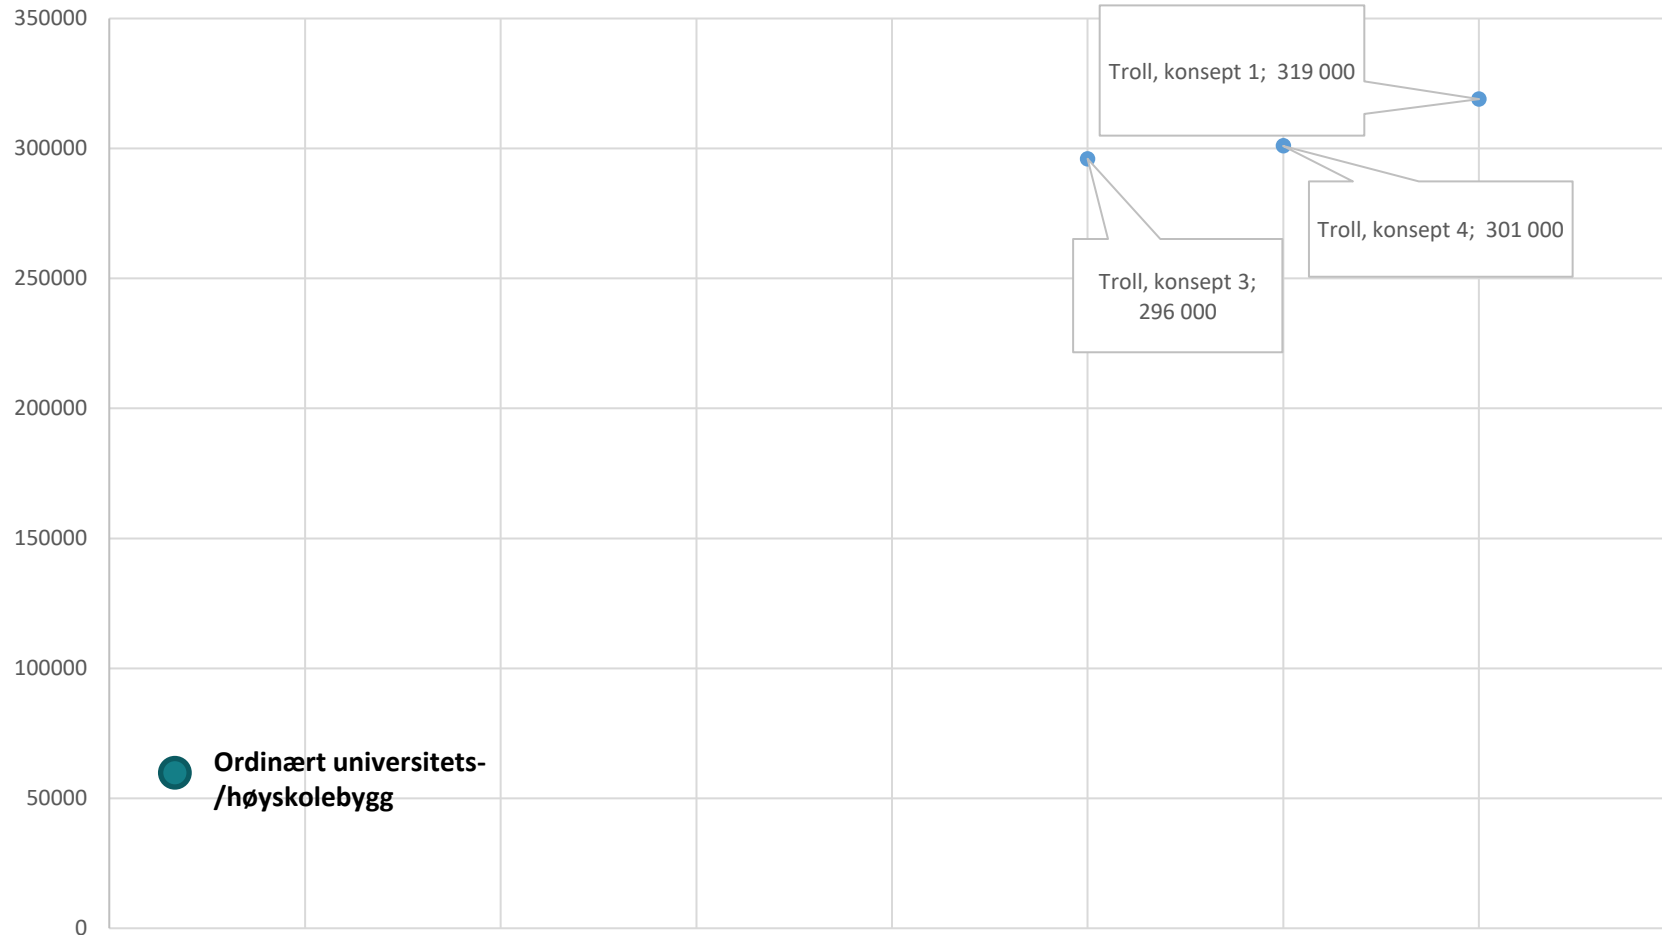 350000
Troll, konsept 1; 319 000
300000
Troll, konsept 4; 301 000
250000
Troll, konsept 3;
296 000
200000
150000
100000
Ordinært universitets-
/høyskolebygg
50000
0